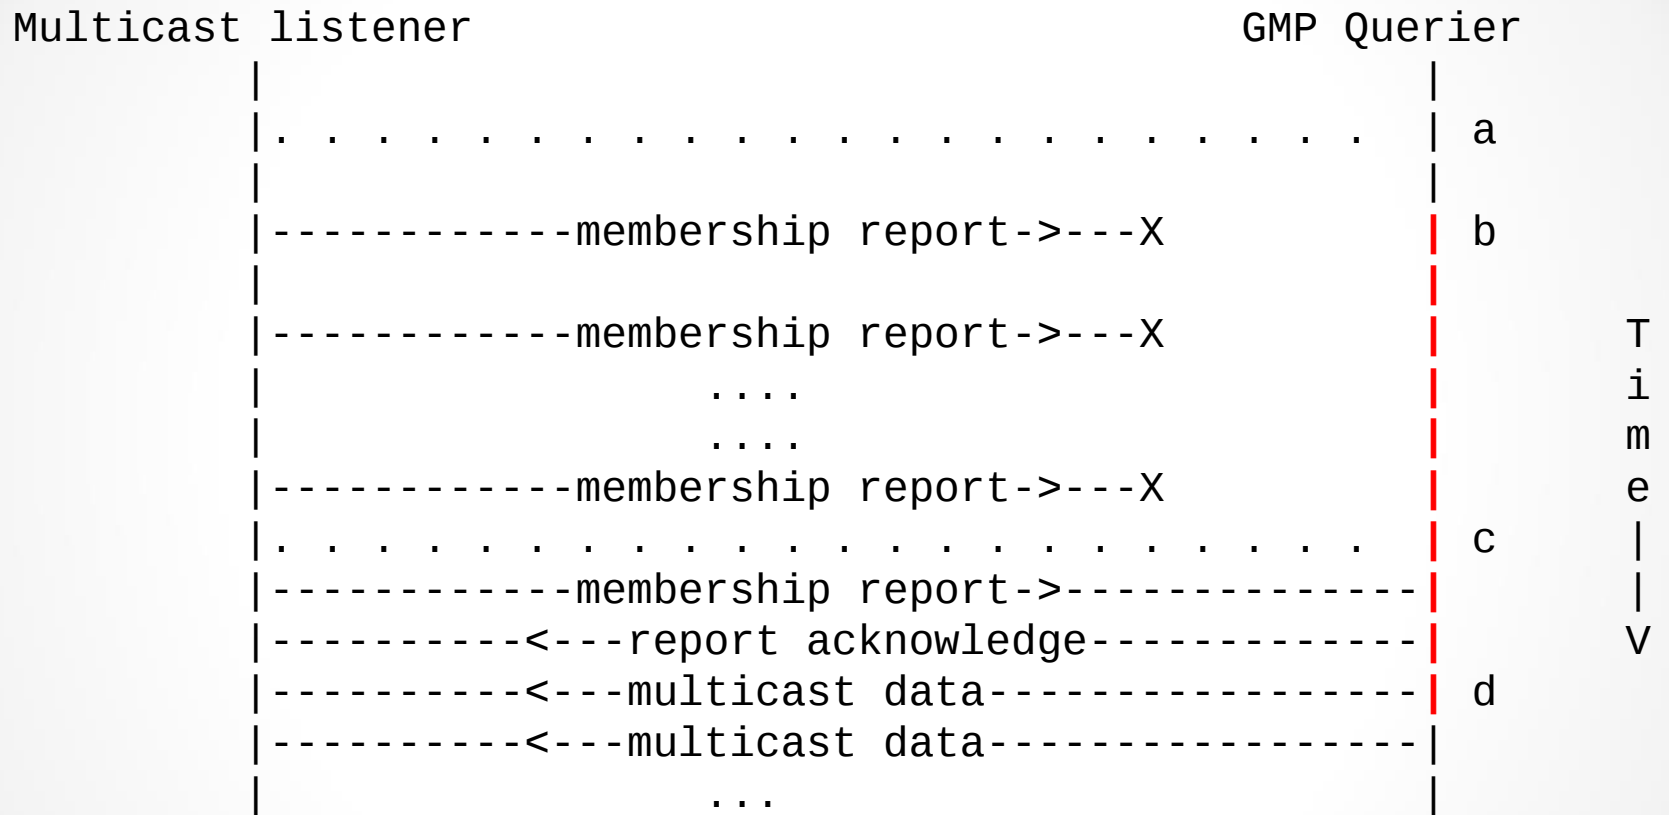 Multicast listener                             GMP Querier
         |                                              |
         |. . . . . . . . . . . . . . . . . . . . . .  | a
         |                                              |
         |------------membership report->---X           | b
         |                                              |
         |------------membership report->---X           |       T
         |                 ....                         |       i
         |                 ....                         |       m
         |------------membership report->---X           |       e
         |. . . . . . . . . . . . . . . . . . . . . .  | c     |
         |------------membership report->--------------|       |
         |----------<---report acknowledge-------------|       V
         |----------<---multicast data-----------------| d
         |----------<---multicast data-----------------|
         |                 ...                          |